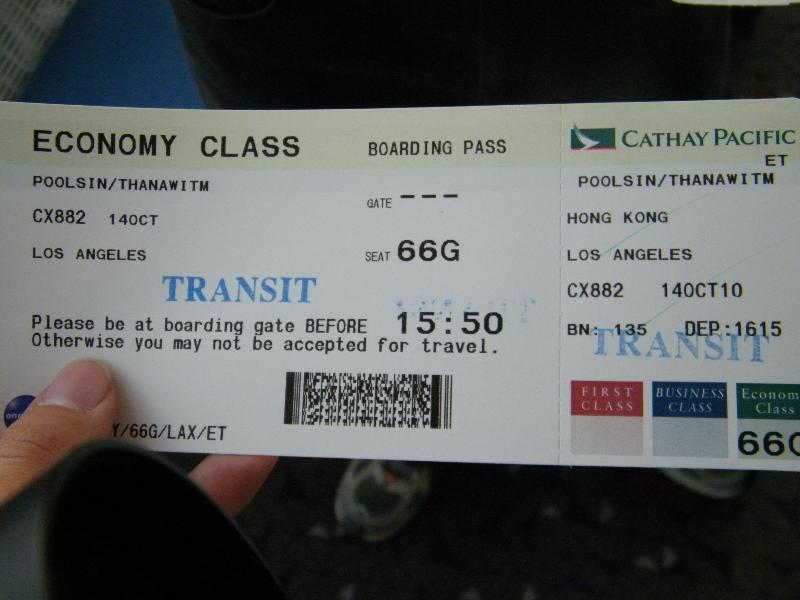 ECONOMY CLASS
BOARDING PASS
POOLSIN/THANAWITM
GATE ---
CX882 14OCT
LOS ANGELES
SEAT 66G
TRANSIT
Please be at boarding gate BEFORE 15:50
Otherwise you may not be accepted for travel.
Y/66G/LAX/ET
CATHAY PACIFIC
ET
POOLSIN/THANAWITM
HONG KONG
LOS ANGELES
CX882 14OCT10
BN: 135 DEP:1615
TRANSIT
FIRST CLASS
BUSINESS CLASS
Econom
Class
66G